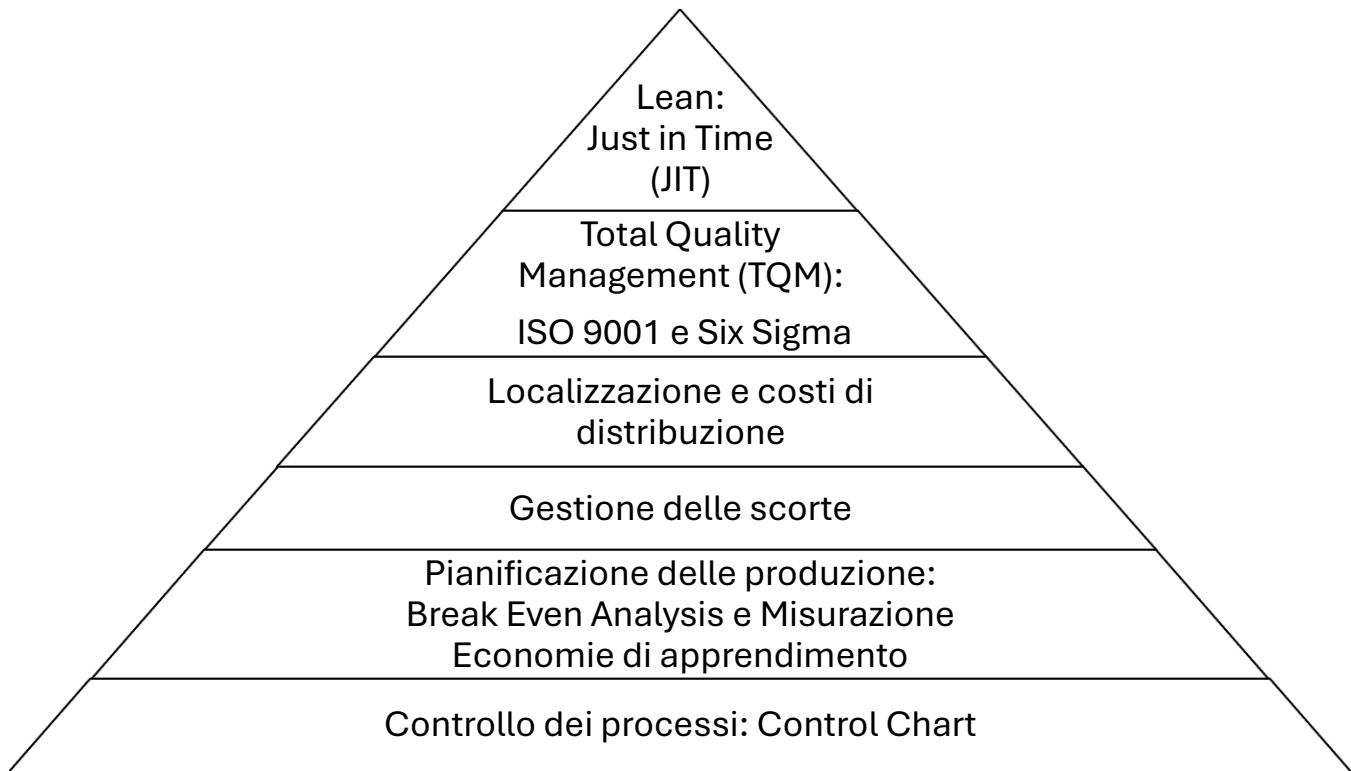 Lean:
Just in Time
(JIT)
Total Quality
Management (TQM):
ISO 9001 e Six Sigma
Localizzazione e costi di
distribuzione
Gestione delle scorte
Pianificazione delle produzione:
Break Even Analysis e Misurazione
Economie di apprendimento
Controllo dei processi: Control Chart